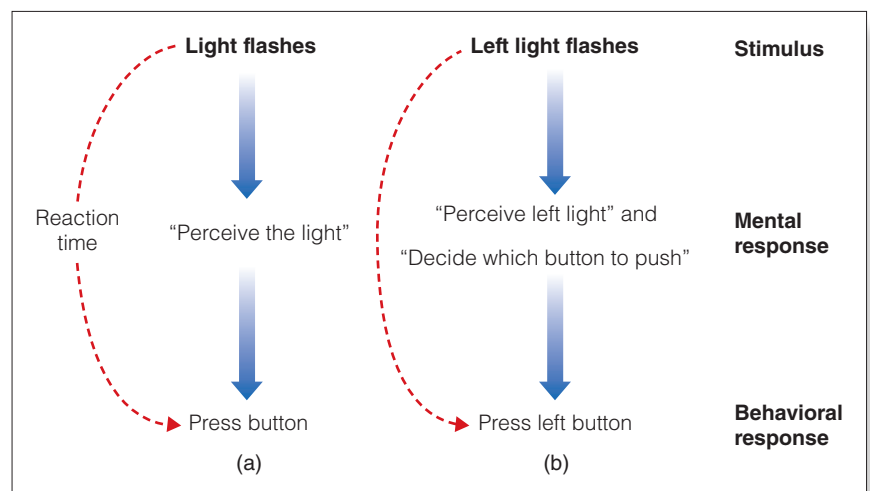 Light flashes
Left light flashes
Stimulus
Reaction
time
“Perceive the light”
“Perceive left light” and
“Decide which button to push”
Mental
response
Press button
Press left button
Behavioral
response
(a)
(b)